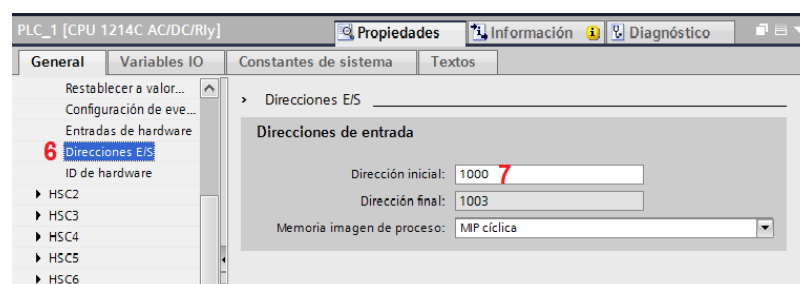 PLC_1 [CPU 1214C AC/DC/Rly]
Propiedades
Información
Diagnóstico
General
Variables IO
Constantes de sistema
Textos
Restablecer a valor...
Configuración de eve...
Entradas de hardware
6 Direcciones E/S
ID de hardware
HSC2
HSC3
HSC4
HSC5
HSC6
Direcciones E/S
Direcciones de entrada
Dirección inicial: 1000 7
Dirección final: 1003
Memoria imagen de proceso: MIP cíclica